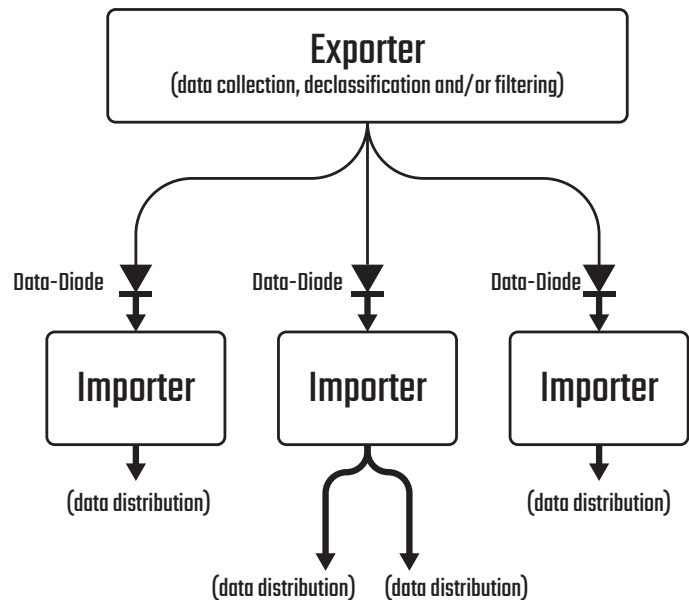 Exporter
(data collection, declassification and/or filtering)
Data-Diode
Data-Diode
Data-Diode
Importer
Importer
Importer
(data distribution)
(data distribution)
(data distribution)
(data distribution)